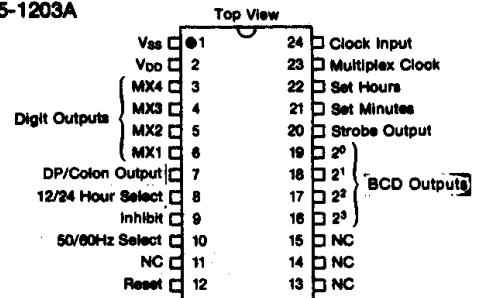 5-1203A
Top View
Vss 1 24 Clock Input
VDD 2 23 Multiplex Clock
MX4 3 22 Set Hours
MX3 4 21 Set Minutes
Digit Outputs
MX2 5 20 Strobe Output
MX1 6 19 2⁰
DP/Colon Output 7 18 2¹
BCD Outputs
12/24 Hour Select 8 17 2²
Inhibit 9 16 2³
50/60Hz Select 10 15 NC
NC 11 14 NC
Reset 12 13 NC